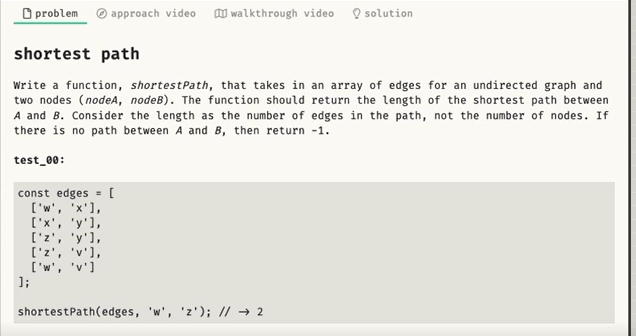 problem approach video walkthrough video solution
shortest path
Write a function, shortestPath, that takes in an array of edges for an undirected graph and
two nodes (nodeA, nodeB). The function should return the length of the shortest path between
A and B. Consider the length as the number of edges in the path, not the number of nodes. If
there is no path between A and B, then return -1.
test_00:
const edges = [
['w', 'x'],
['x', 'y'],
['z', 'y'],
['z', 'v'],
['w', 'v']
];
shortestPath(edges, 'w', 'z'); // -> 2